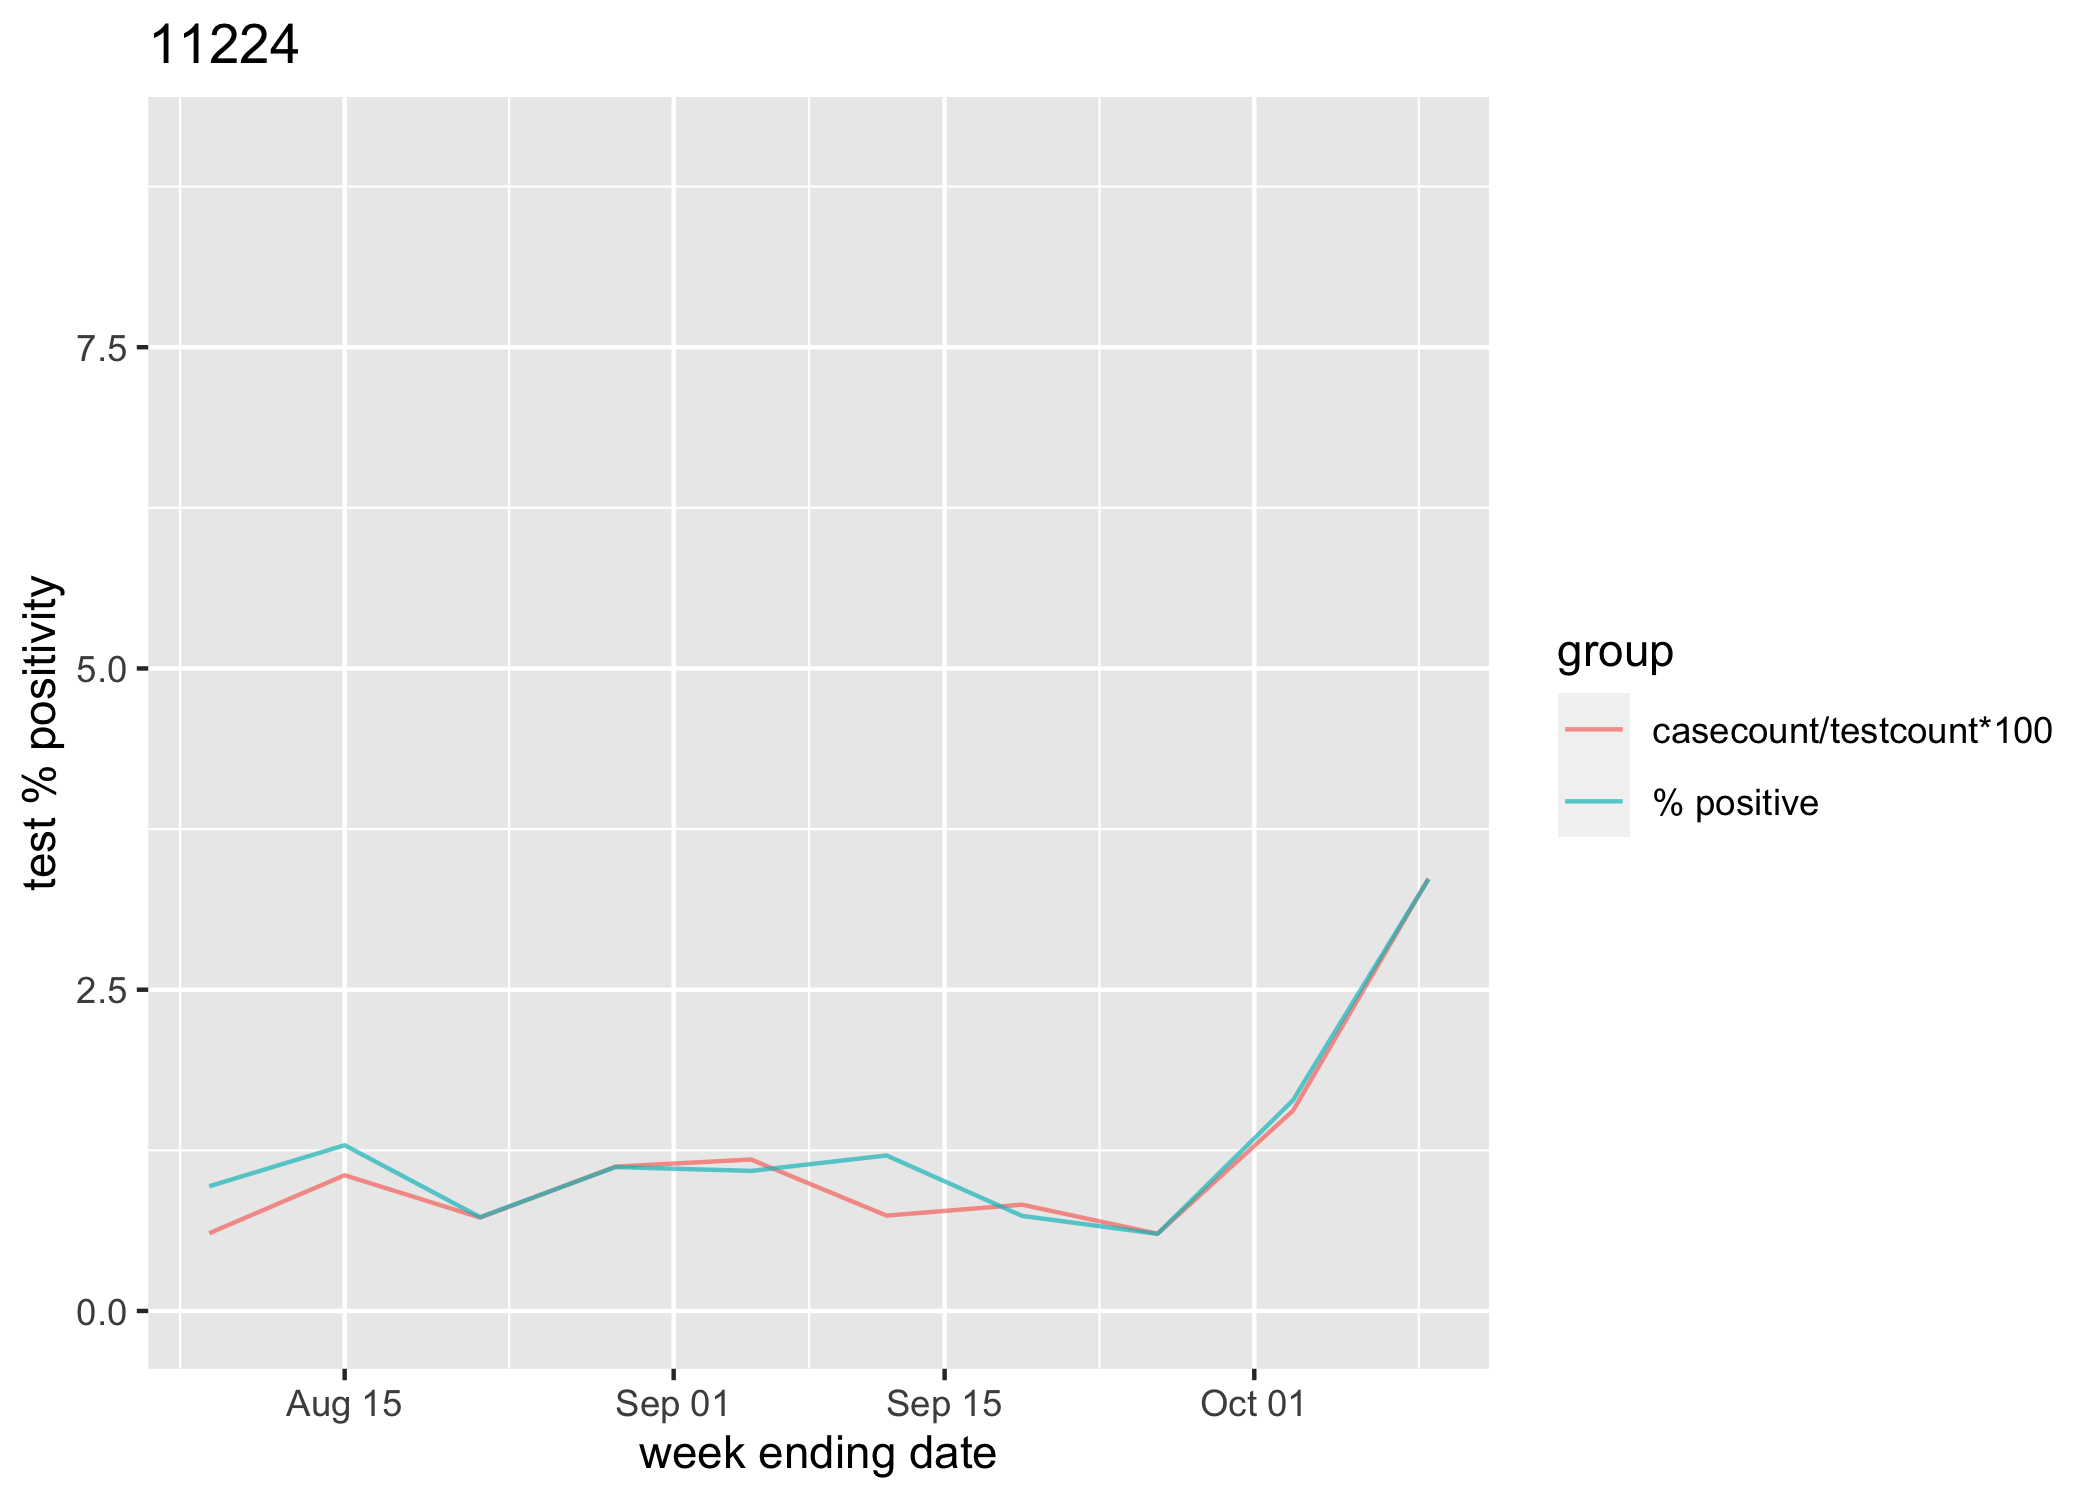 11224
test % positivity
7.5
5.0
2.5
0.0
Aug 15 Sep 01 Sep 15 Oct 01
week ending date
group
casecount/testcount*100
% positive